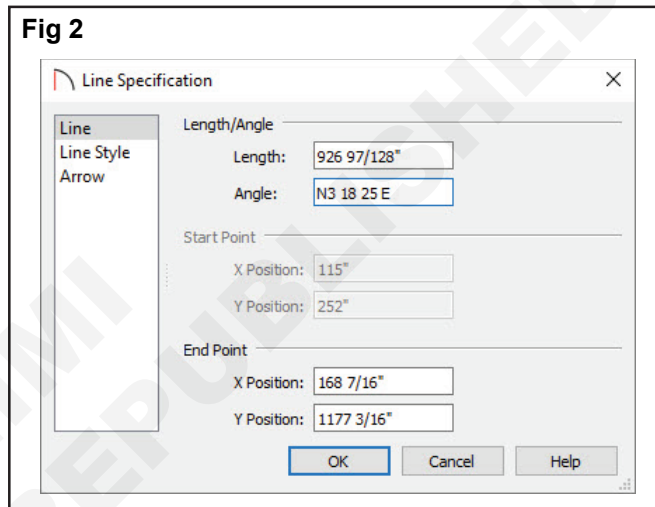 Fig 2
Line Specification
Line
Line Style
Arrow
Length/Angle
Length: 926 97/128"
Angle: N3 18 25 E
Start Point
X Position: 115"
Y Position: 252"
End Point
X Position: 168 7/16"
Y Position: 1177 3/16"
OK Cancel Help